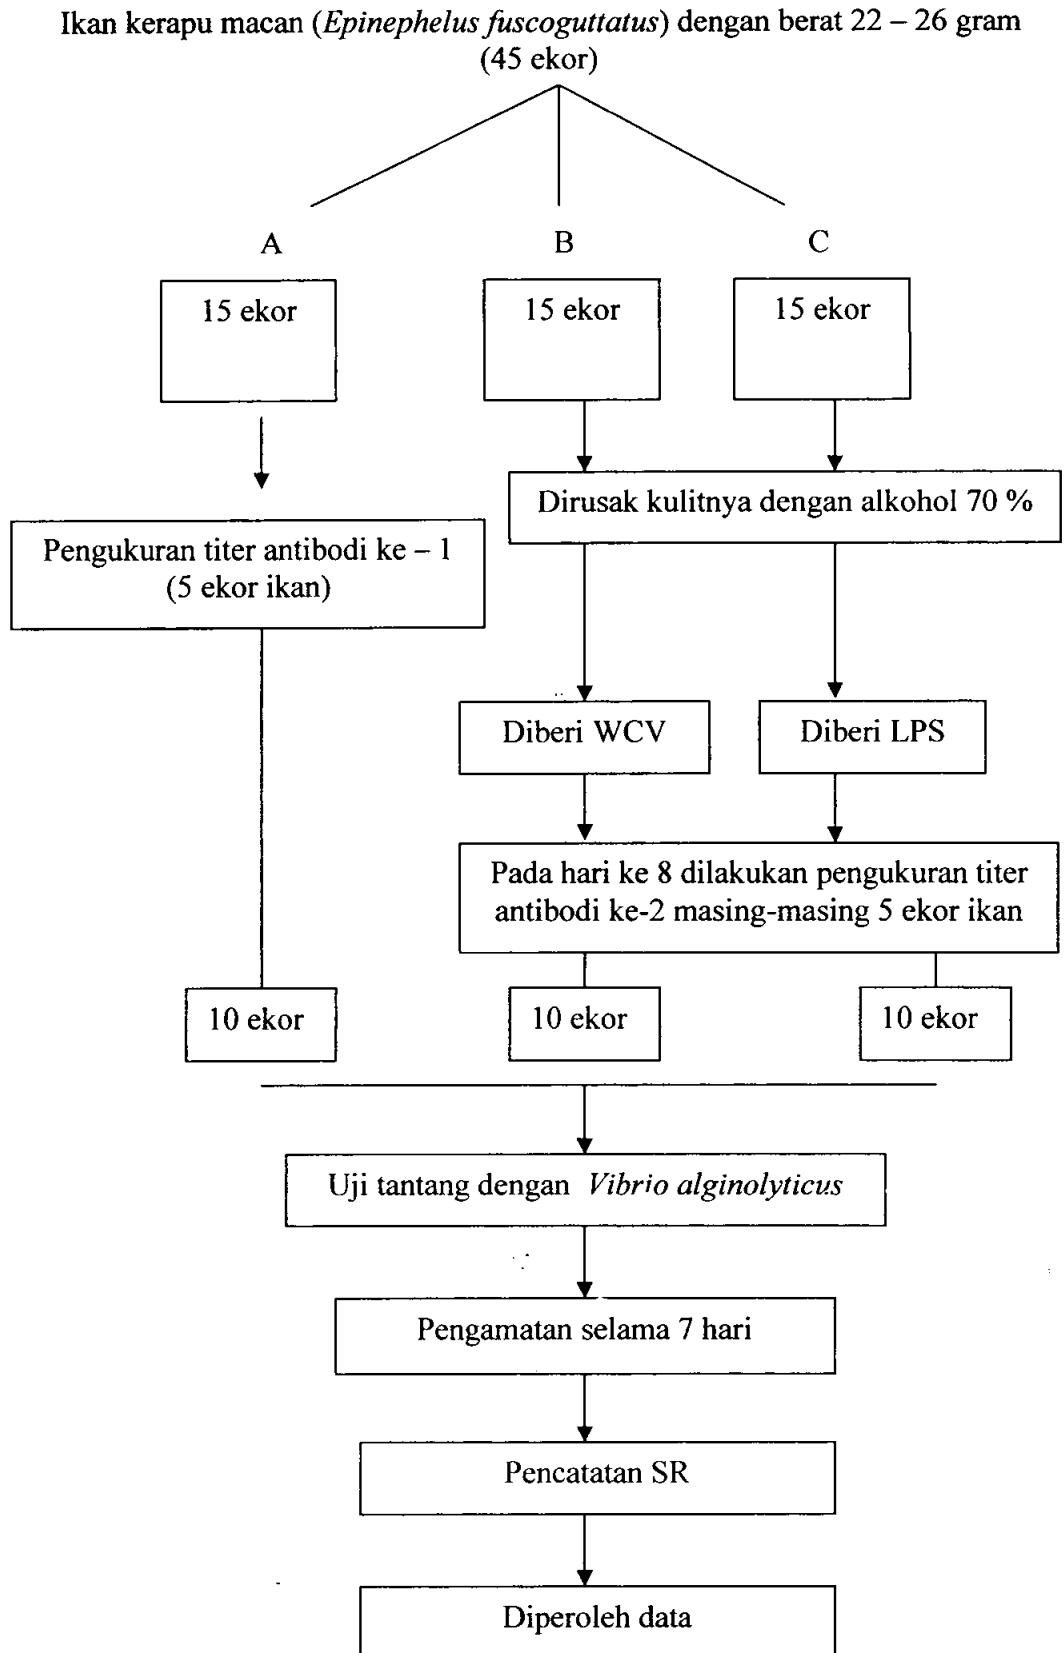 Ikan kerapu macan (Epinephelus fuscoguttatus) dengan berat 22 – 26 gram
(45 ekor)
A
B
C
15 ekor
15 ekor
15 ekor
Dirusak kulitnya dengan alkohol 70 %
Pengukuran titer antibodi ke – 1
(5 ekor ikan)
Diberi WCV
Diberi LPS
Pada hari ke 8 dilakukan pengukuran titer
antibodi ke-2 masing-masing 5 ekor ikan
10 ekor
10 ekor
10 ekor
Uji tantang dengan Vibrio alginolyticus
Pengamatan selama 7 hari
Pencatatan SR
Diperoleh data